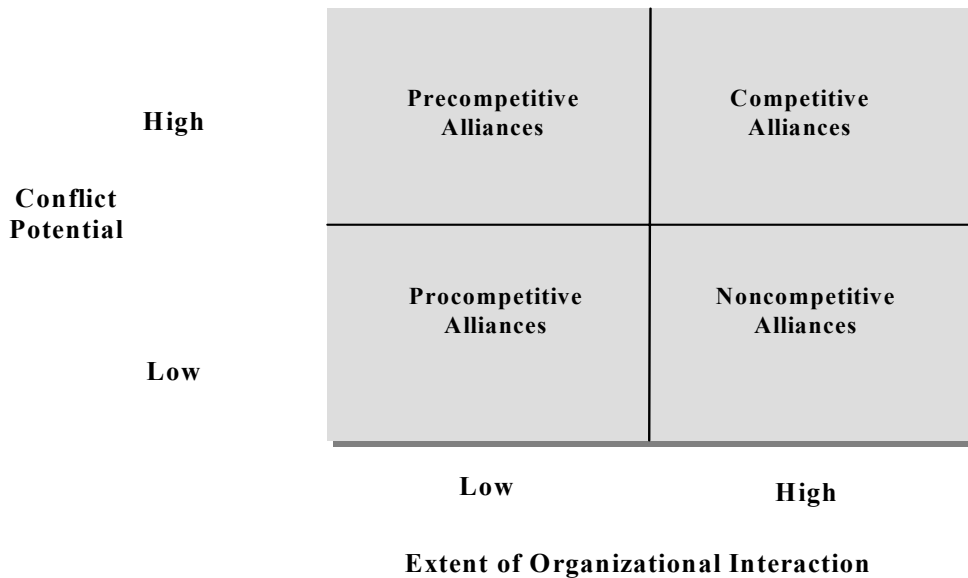 High
Conflict
Potential
Low
Precompetitive
Alliances
Competitive
Alliances
Procompetitive
Alliances
Noncompetitive
Alliances
Low
High
Extent of Organizational Interaction